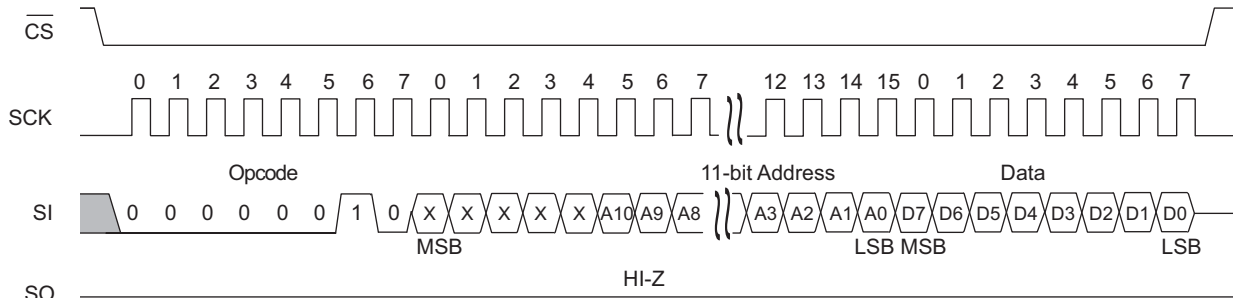 CS
0 1 2 3 4 5 6 7 0 1 2 3 4 5 6 7 12 13 14 15 0 1 2 3 4 5 6 7
SCK
Opcode 11-bit Address Data
SI 0 0 0 0 0 0 1 0 X X X X X A10 A9 A8 A3 A2 A1 A0 D7 D6 D5 D4 D3 D2 D1 D0
MSB LSB MSB LSB
HI-Z
SO